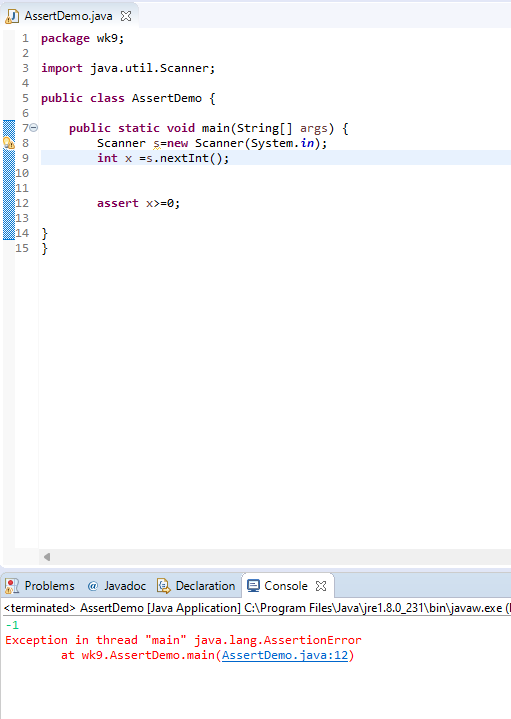 AssertDemo.java
1 package wk9;
2
3 import java.util.Scanner;
4
5 public class AssertDemo {
6
7 public static void main(String[] args) {
8 Scanner s=new Scanner(System.in);
9 int x =s.nextInt();
10
11
12 assert x>=0;
13
14 }
15 }
Problems @ Javadoc Declaration Console
<terminated> AssertDemo [Java Application] C:\Program Files\Java\jre1.8.0_231\bin\javaw.exe (
-1
Exception in thread "main" java.lang.AssertionError
at wk9.AssertDemo.main(AssertDemo.java:12)